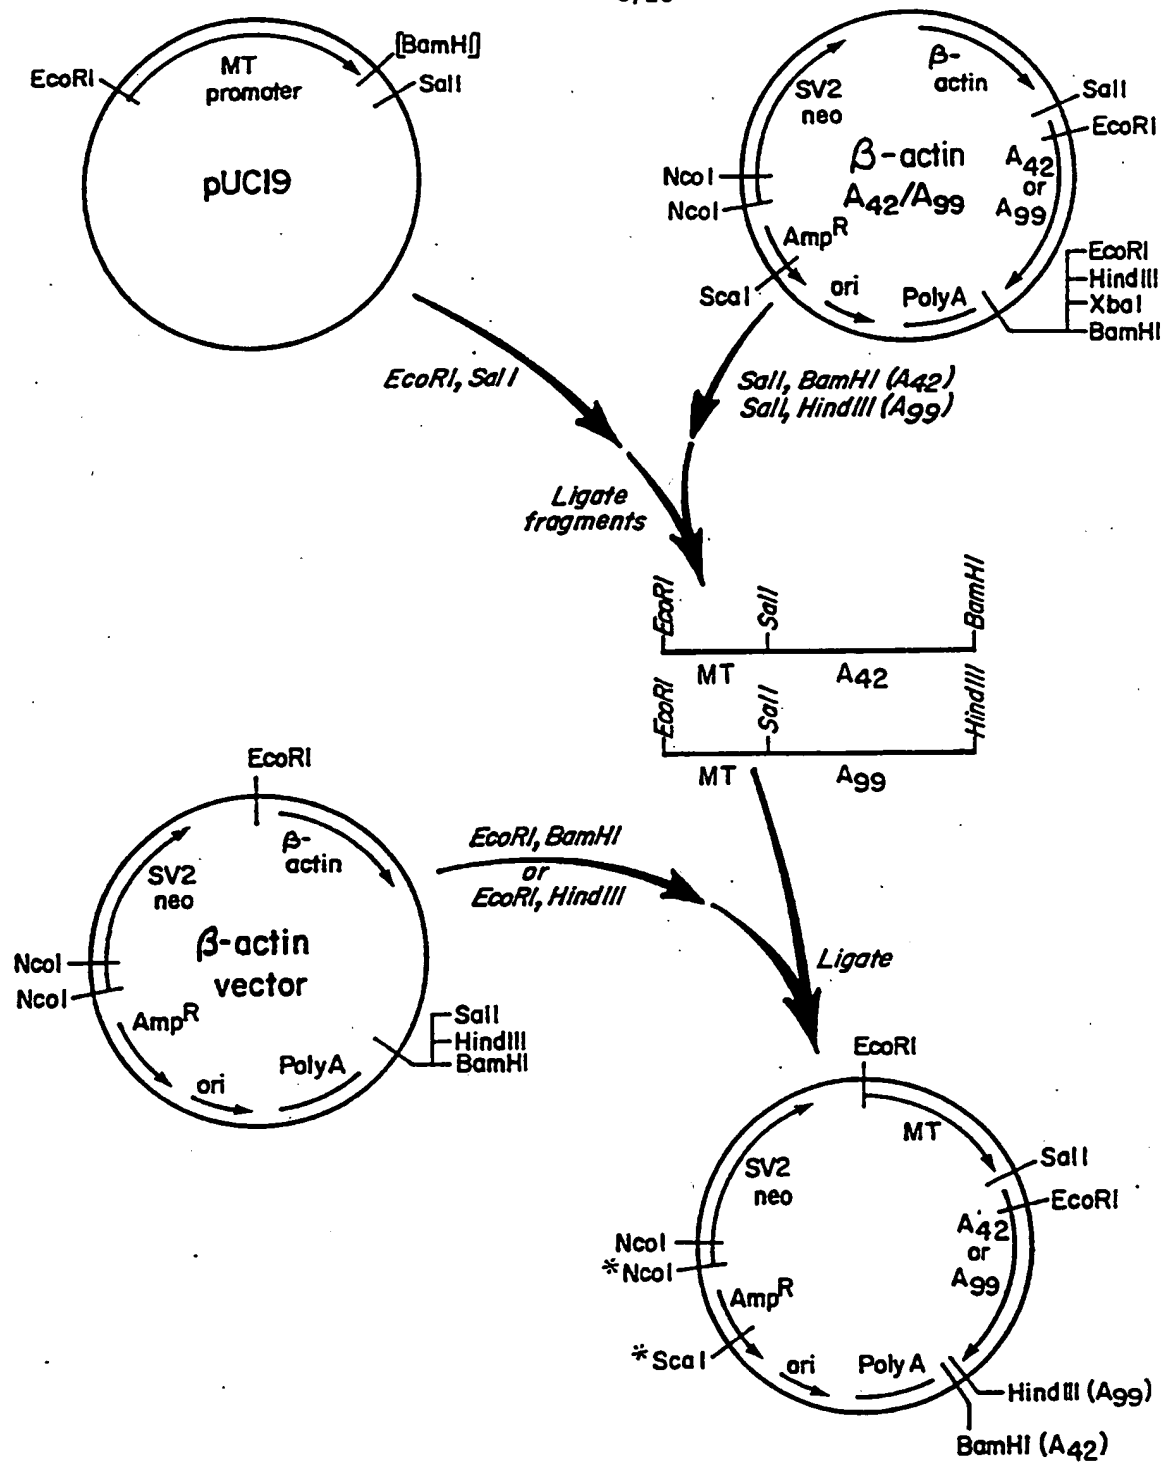 [BamHI]
EcoRI
MT
promoter
SalI
pUC19
β-
actin
SV2
neo
SalI
EcoRI
β-actin
A42/A99
A42
or
A99
NcoI
NcoI
AmpR
ScaI
ori
PolyA
EcoRI
HindIII
XbaI
BamHI
EcoRI, SalI
SalI, BamHI (A42)
SalI, HindIII (A99)
Ligate
fragments
EcoRI
SalI
BamHI
MT
A42
EcoRI
SalI
HindIII
MT
A99
EcoRI
β-
actin
SV2
neo
β-actin
vector
NcoI
NcoI
AmpR
ori
PolyA
SalI
HindIII
BamHI
EcoRI, BamHI
or
EcoRI, HindIII
Ligate
EcoRI
MT
SalI
EcoRI
SV2
neo
A42
or
A99
NcoI
*NcoI
AmpR
*ScaI
ori
PolyA
HindIII (A99)
BamHI (A42)